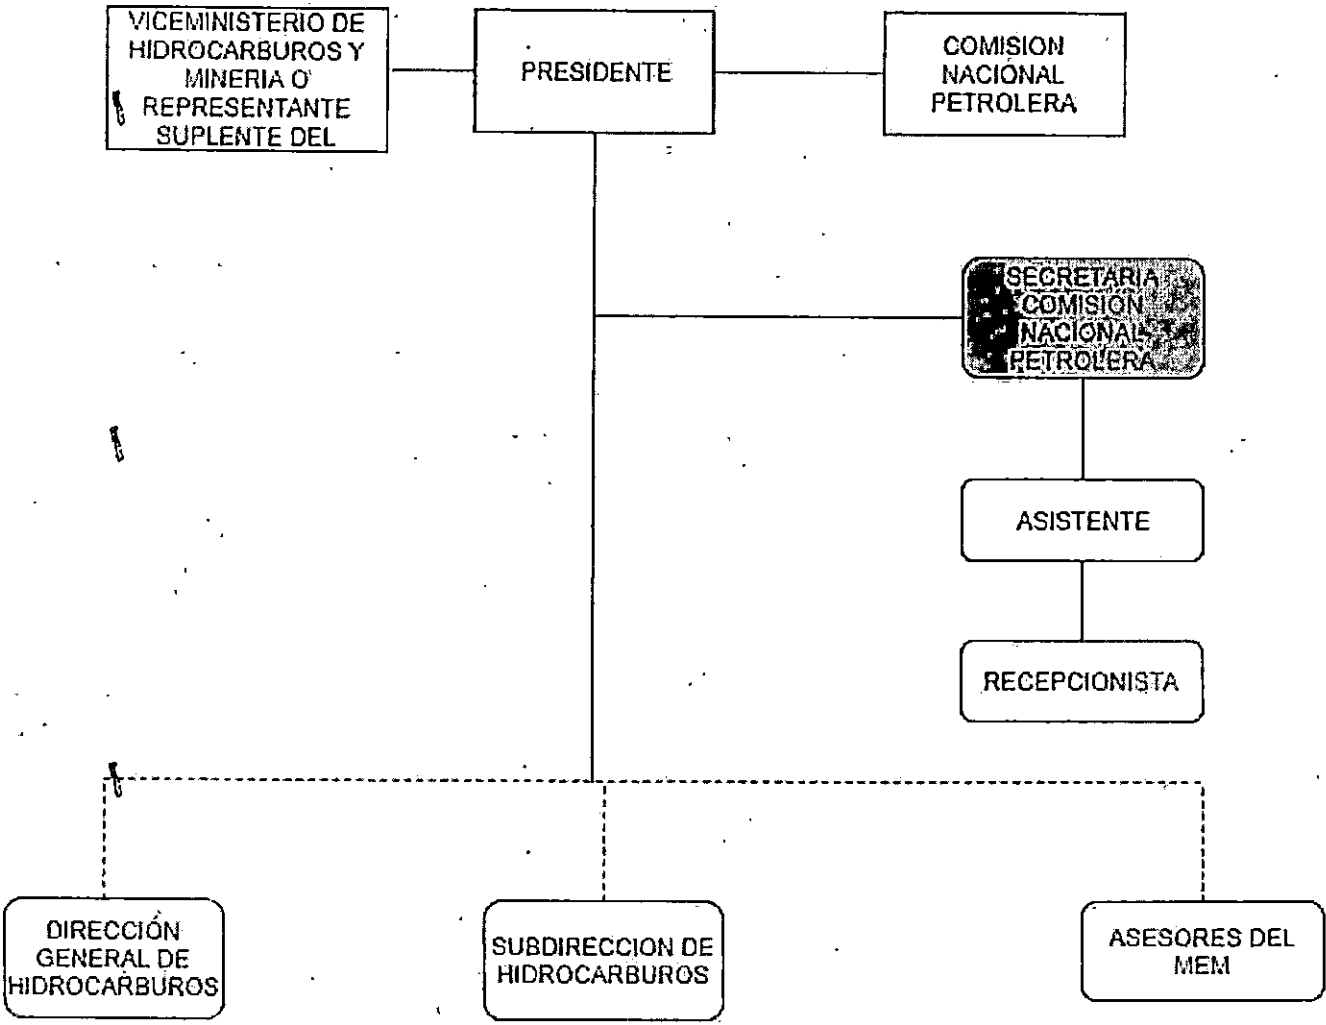 VICEMINISTERIO DE
HIDROCARBUROS Y
MINERIA O
REPRESENTANTE
SUPLENTE DEL
PRESIDENTE
COMISION
NACIONAL
PETROLERA
SECRETARIA
COMISION
NACIONAL
PETROLERA
ASISTENTE
RECEPCIONISTA
DIRECCIÓN
GENERAL DE
HIDROCARBUROS
SUBDIRECCION DE
HIDROCARBUROS
ASESORES DEL
MEM